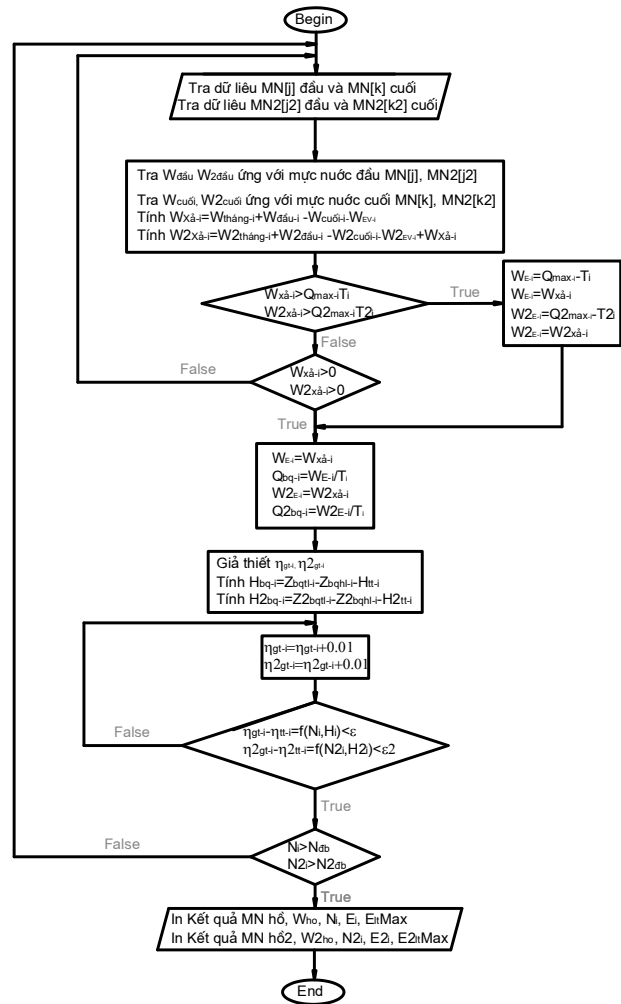 Begin
Tra dữ liêu MN[j] đầu và MN[k] cuối
Tra dữ liêu MN2[j2] đầu và MN2[k2] cuối
Tra Wđầu W2đầu ứng với mực nuớc đầu MN[j], MN2[j2]
Tra Wcuối, W2cuối ứng với mực nuớc cuối MN[k], MN2[k2]
Tính WXả-i=Wtháng-i+Wđầu-i -Wcuối-i-WEV-i
Tính W2Xả-i=W2tháng-i+W2đầu-i -W2cuối-i-W2EV-i+WXả-i
Wxả-i>Qmax-iTi
W2xả-i>Q2max-iT2i
True
WE-i=Qmax-i-Ti
WE-i=Wxả-i
W2E-i=Q2max-i-T2i
W2E-i=W2xả-i
False
False
Wxả-i>0
W2xả-i>0
True
WE-i=Wxả-i
Qbq-i=WE-i/Ti
W2E-i=W2xả-i
Q2bq-i=W2E-i/Ti
Giả thiết ηgt-i, η2gt-i
Tính Hbq-i=Zbqtl-i-Zbqhl-i-Htt-i
Tính H2bq-i=Z2bqtl-i-Z2bqhl-i-H2tt-i
ηgt-i=ηgt-i+0.01
η2gt-i=η2gt-i+0.01
False
ηgt-i-ηtt-i=f(Ni,Hi)<ε
η2gt-i-η2tt-i=f(N2i,H2i)<ε2
True
False
Ni>Nđb
N2i>N2đb
True
In Kết quả MN hồ, Who, Ni, Ei, EltMax
In Kết quả MN hồ2, W2ho, N2i, E2i, E2ltMax
End